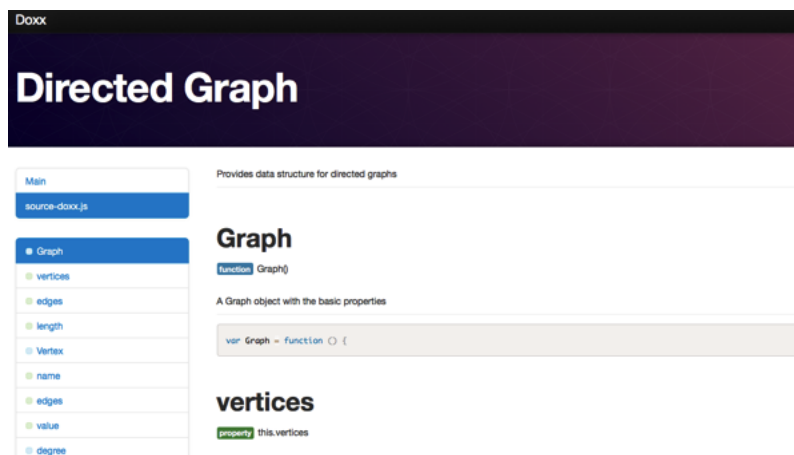 Doxx
Directed Graph
Main
source-doxx.js
Graph
vertices
edges
length
Vertex
name
edges
value
degree
Provides data structure for directed graphs
Graph
function Graph()
A Graph object with the basic properties
var Graph = function () {
vertices
property this.vertices